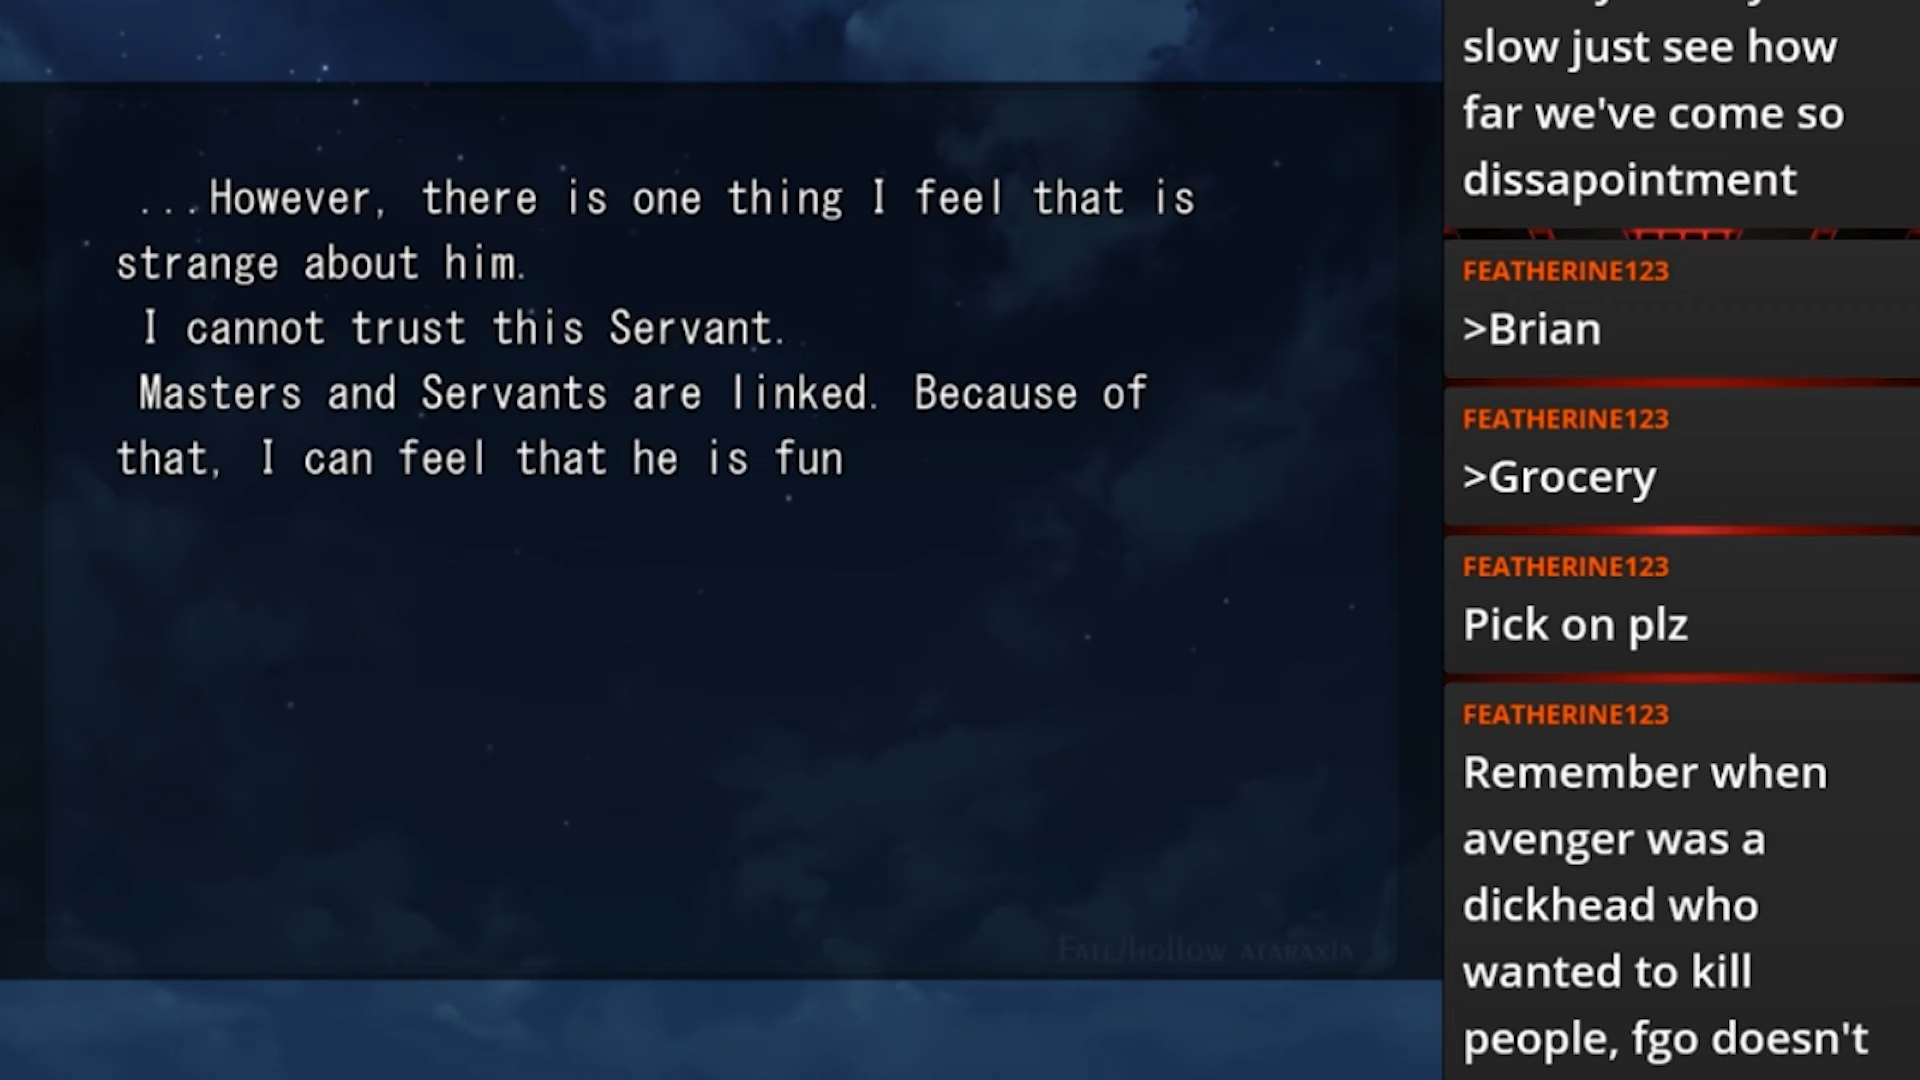 ...However, there is one thing I feel that is
strange about him.
I cannot trust this Servant.
Masters and Servants are linked. Because of
that, I can feel that he is fun
Fate/hollow ataraxia
slow just see how
far we've come so
dissapointment
FEATHERINE123
>Brian
FEATHERINE123
>Grocery
FEATHERINE123
Pick on plz
FEATHERINE123
Remember when
avenger was a
dickhead who
wanted to kill
people, fgo doesn't